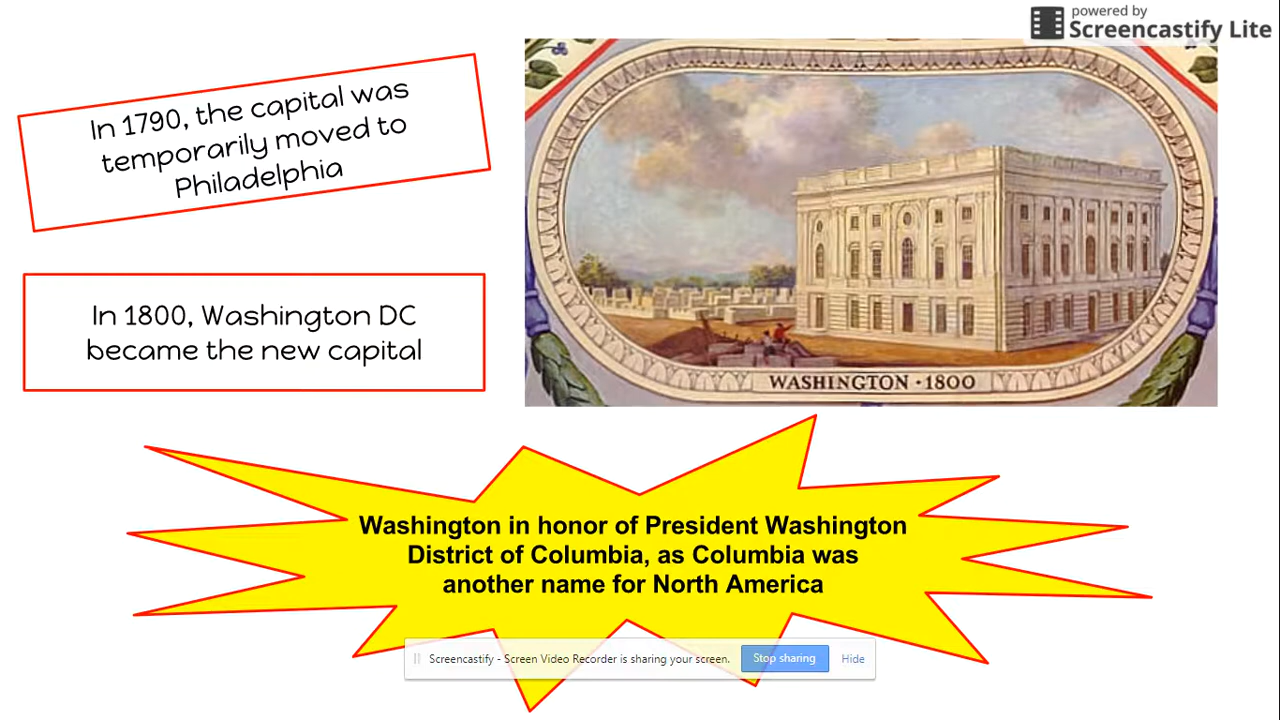 powered by
Screencastify Lite
In 1790, the capital was
temporarily moved to
Philadelphia
In 1800, Washington DC
became the new capital
WASHINGTON · 1800
Washington in honor of President Washington
District of Columbia, as Columbia was
another name for North America
Screencastify - Screen Video Recorder is sharing your screen. Stop sharing Hide